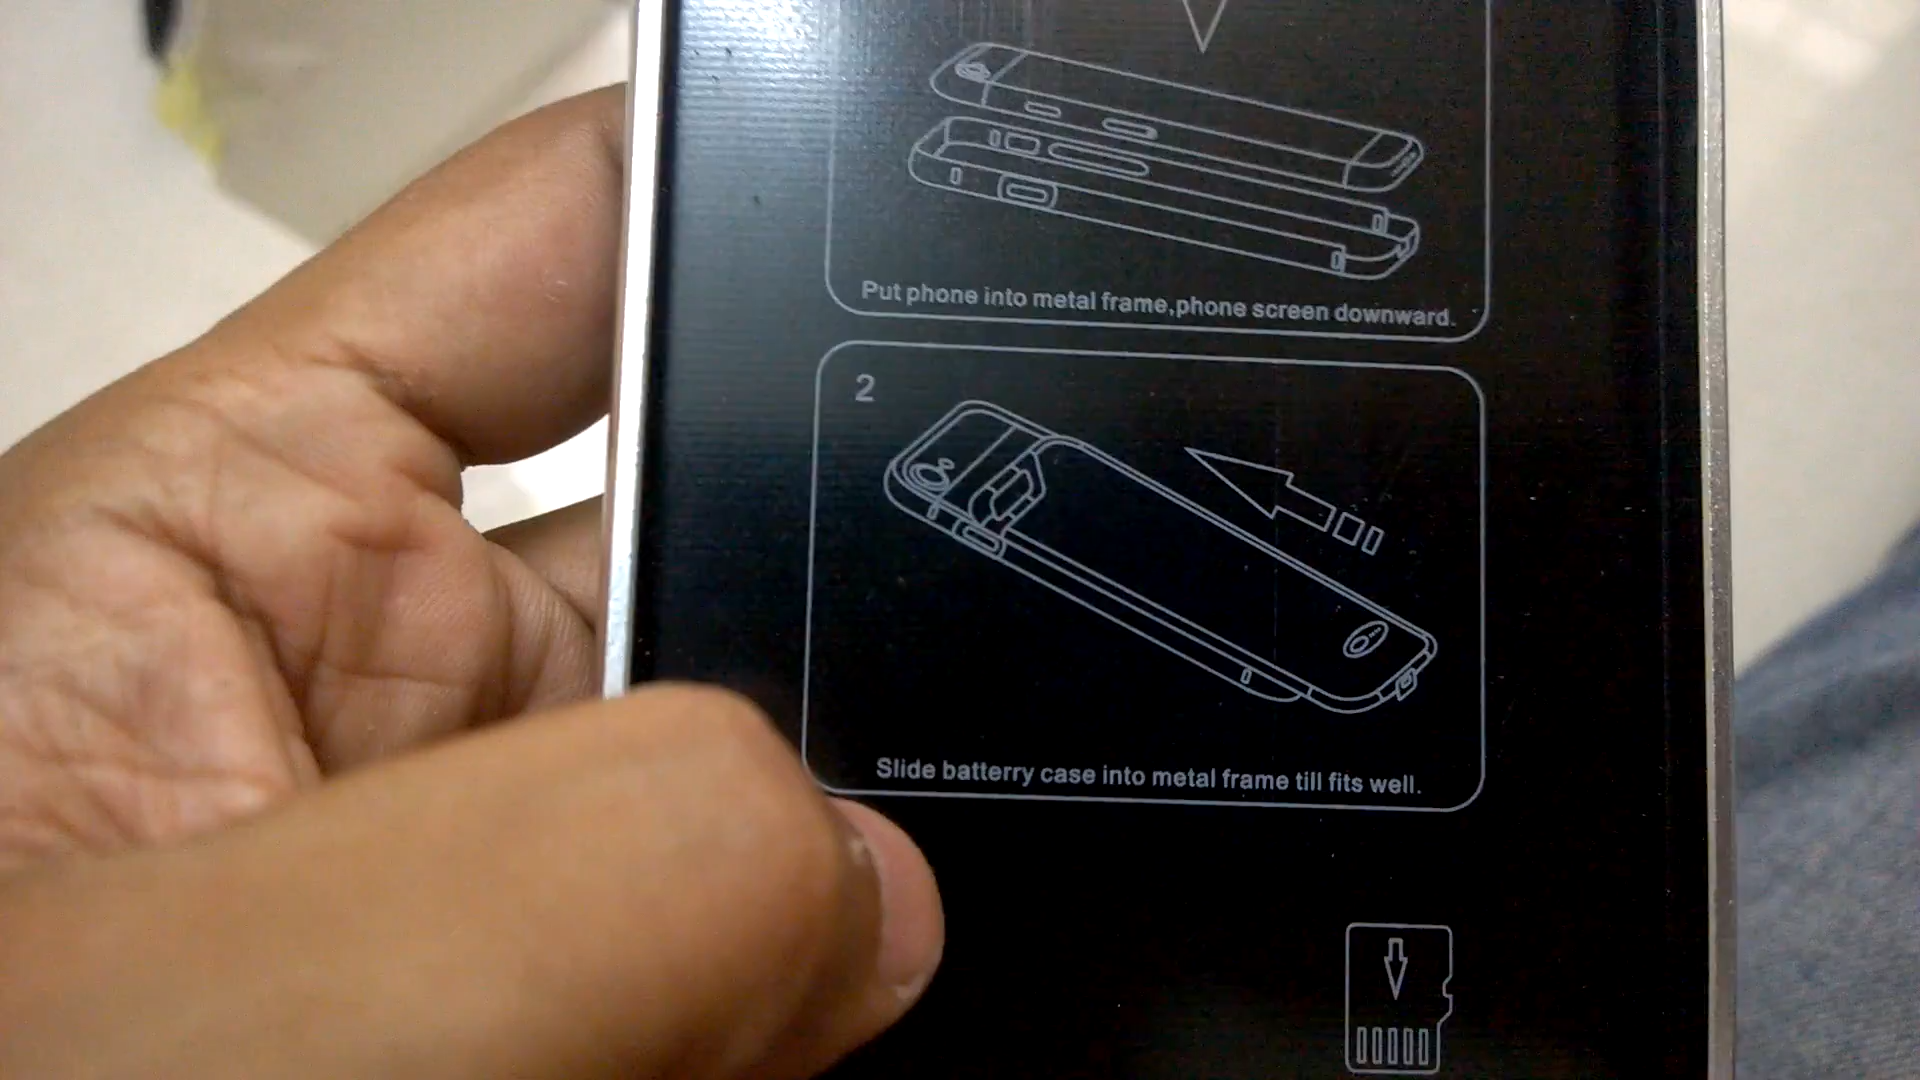 Put phone into metal frame,phone screen downward.
2
Slide batterry case into metal frame till fits well.